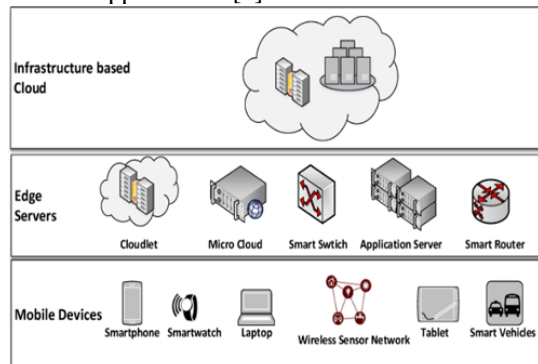 Infrastructure based
Cloud
Edge
Servers
Cloudlet
Micro Cloud
Smart Swtich
Application Server
Smart Router
Mobile Devices
Smartphone
Smartwatch
Laptop
Wireless Sensor Network
Tablet
Smart Vehicles